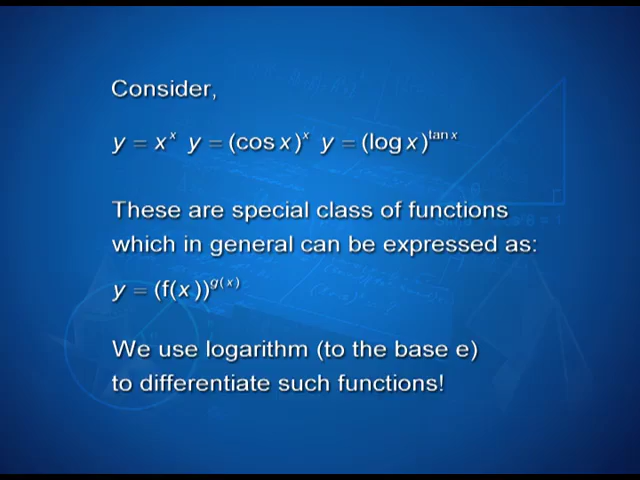 Consider,
y = x^x y = (cos x)^x y = (log x)^tan x
These are special class of functions
which in general can be expressed as:
y = (f(x))^g(x)
We use logarithm (to the base e)
to differentiate such functions!